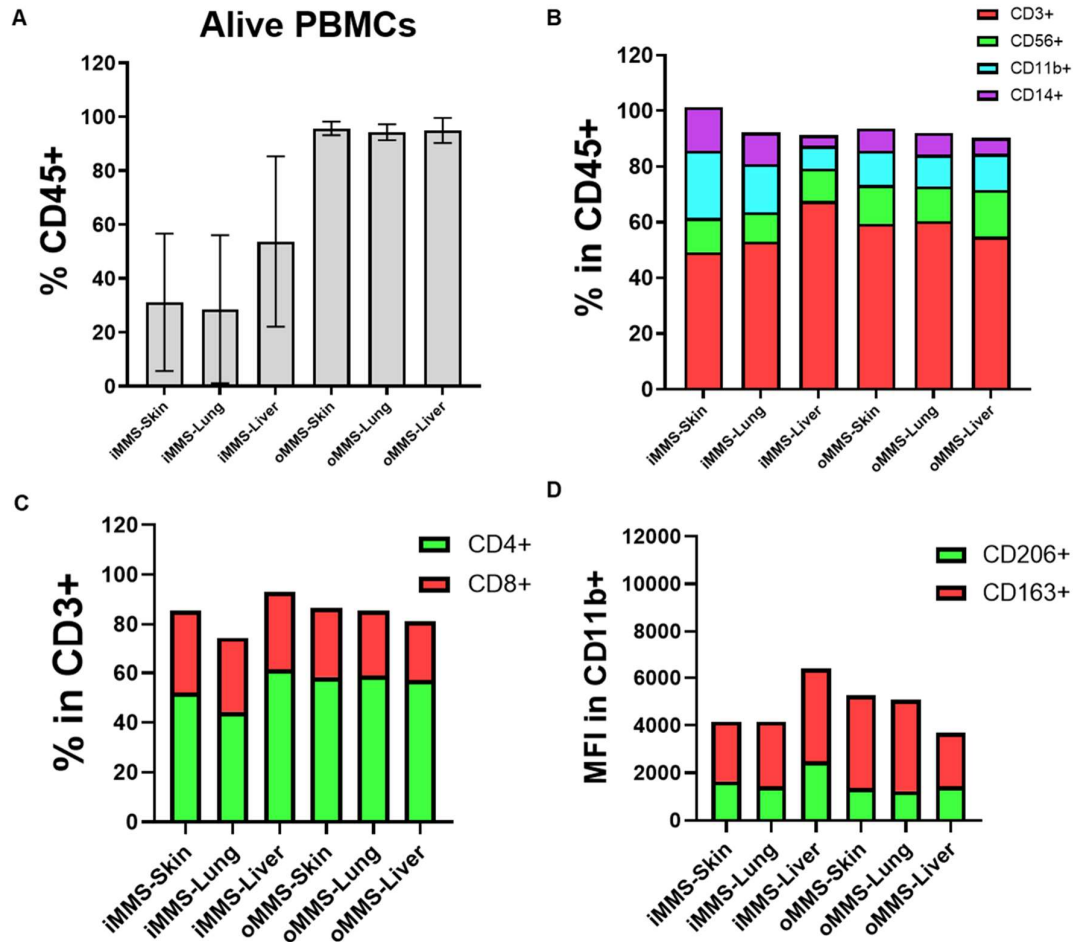 A
Alive PBMCs
% CD45+
120
100
80
60
40
20
0
iMMS-Skin
iMMS-Lung
iMMS-Liver
oMMS-Skin
oMMS-Lung
oMMS-Liver
B
CD3+
CD56+
CD11b+
CD14+
% in CD45+
120
100
80
60
40
20
0
iMMS-Skin
iMMS-Lung
iMMS-Liver
oMMS-Skin
oMMS-Lung
oMMS-Liver
C
CD4+
CD8+
% in CD3+
120
100
80
60
40
20
0
iMMS-Skin
iMMS-Lung
iMMS-Liver
oMMS-Skin
oMMS-Lung
oMMS-Liver
D
CD206+
CD163+
MFI in CD11b+
12000
10000
8000
6000
4000
2000
0
iMMS-Skin
iMMS-Lung
iMMS-Liver
oMMS-Skin
oMMS-Lung
oMMS-Liver